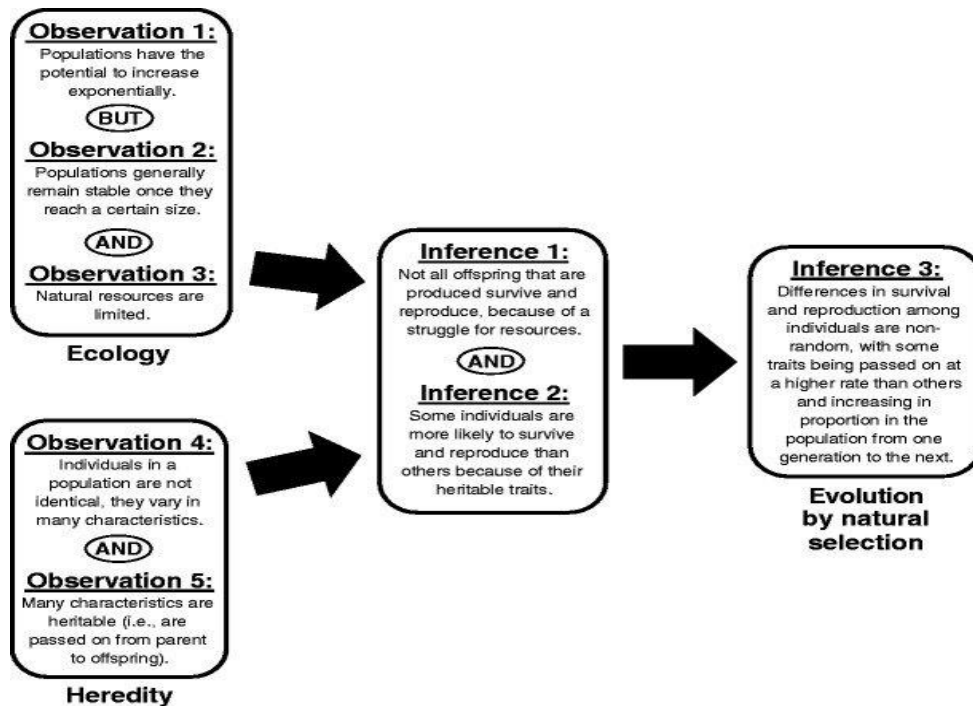 Observation 1:
Populations have the
potential to increase
exponentially.
BUT
Observation 2:
Populations generally
remain stable once they
reach a certain size.
AND
Observation 3:
Natural resources are
limited.
Ecology
Observation 4:
Individuals in a
population are not
identical, they vary in
many characteristics.
AND
Observation 5:
Many characteristics are
heritable (i.e., are
passed on from parent
to offspring).
Heredity
Inference 1:
Not all offspring that are
produced survive and
reproduce, because of a
struggle for resources.
AND
Inference 2:
Some individuals are
more likely to survive
and reproduce than
others because of their
heritable traits.
Inference 3:
Differences in survival
and reproduction among
individuals are non-
random, with some
traits being passed on at
a higher rate than others
and increasing in
proportion in the
population from one
generation to the next.
Evolution
by natural
selection